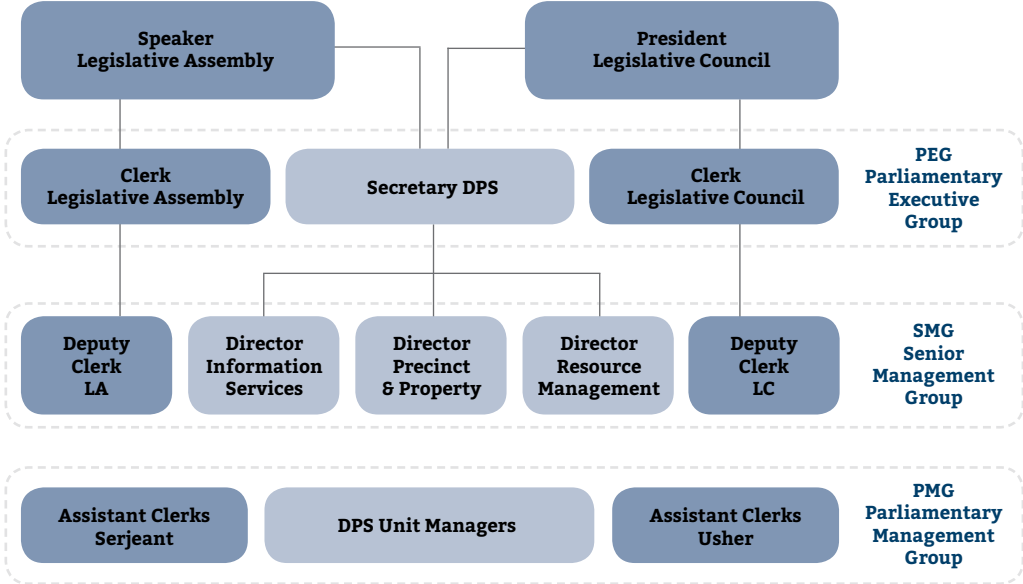 Speaker
Legislative Assembly
President
Legislative Council
Clerk
Legislative Assembly
Secretary DPS
Clerk
Legislative Council
PEG
Parliamentary
Executive
Group
Deputy
Clerk
LA
Director
Information
Services
Director
Precinct
& Property
Director
Resource
Management
Deputy
Clerk
LC
SMG
Senior
Management
Group
Assistant Clerks
Serjeant
DPS Unit Managers
Assistant Clerks
Usher
PMG
Parliamentary
Management
Group